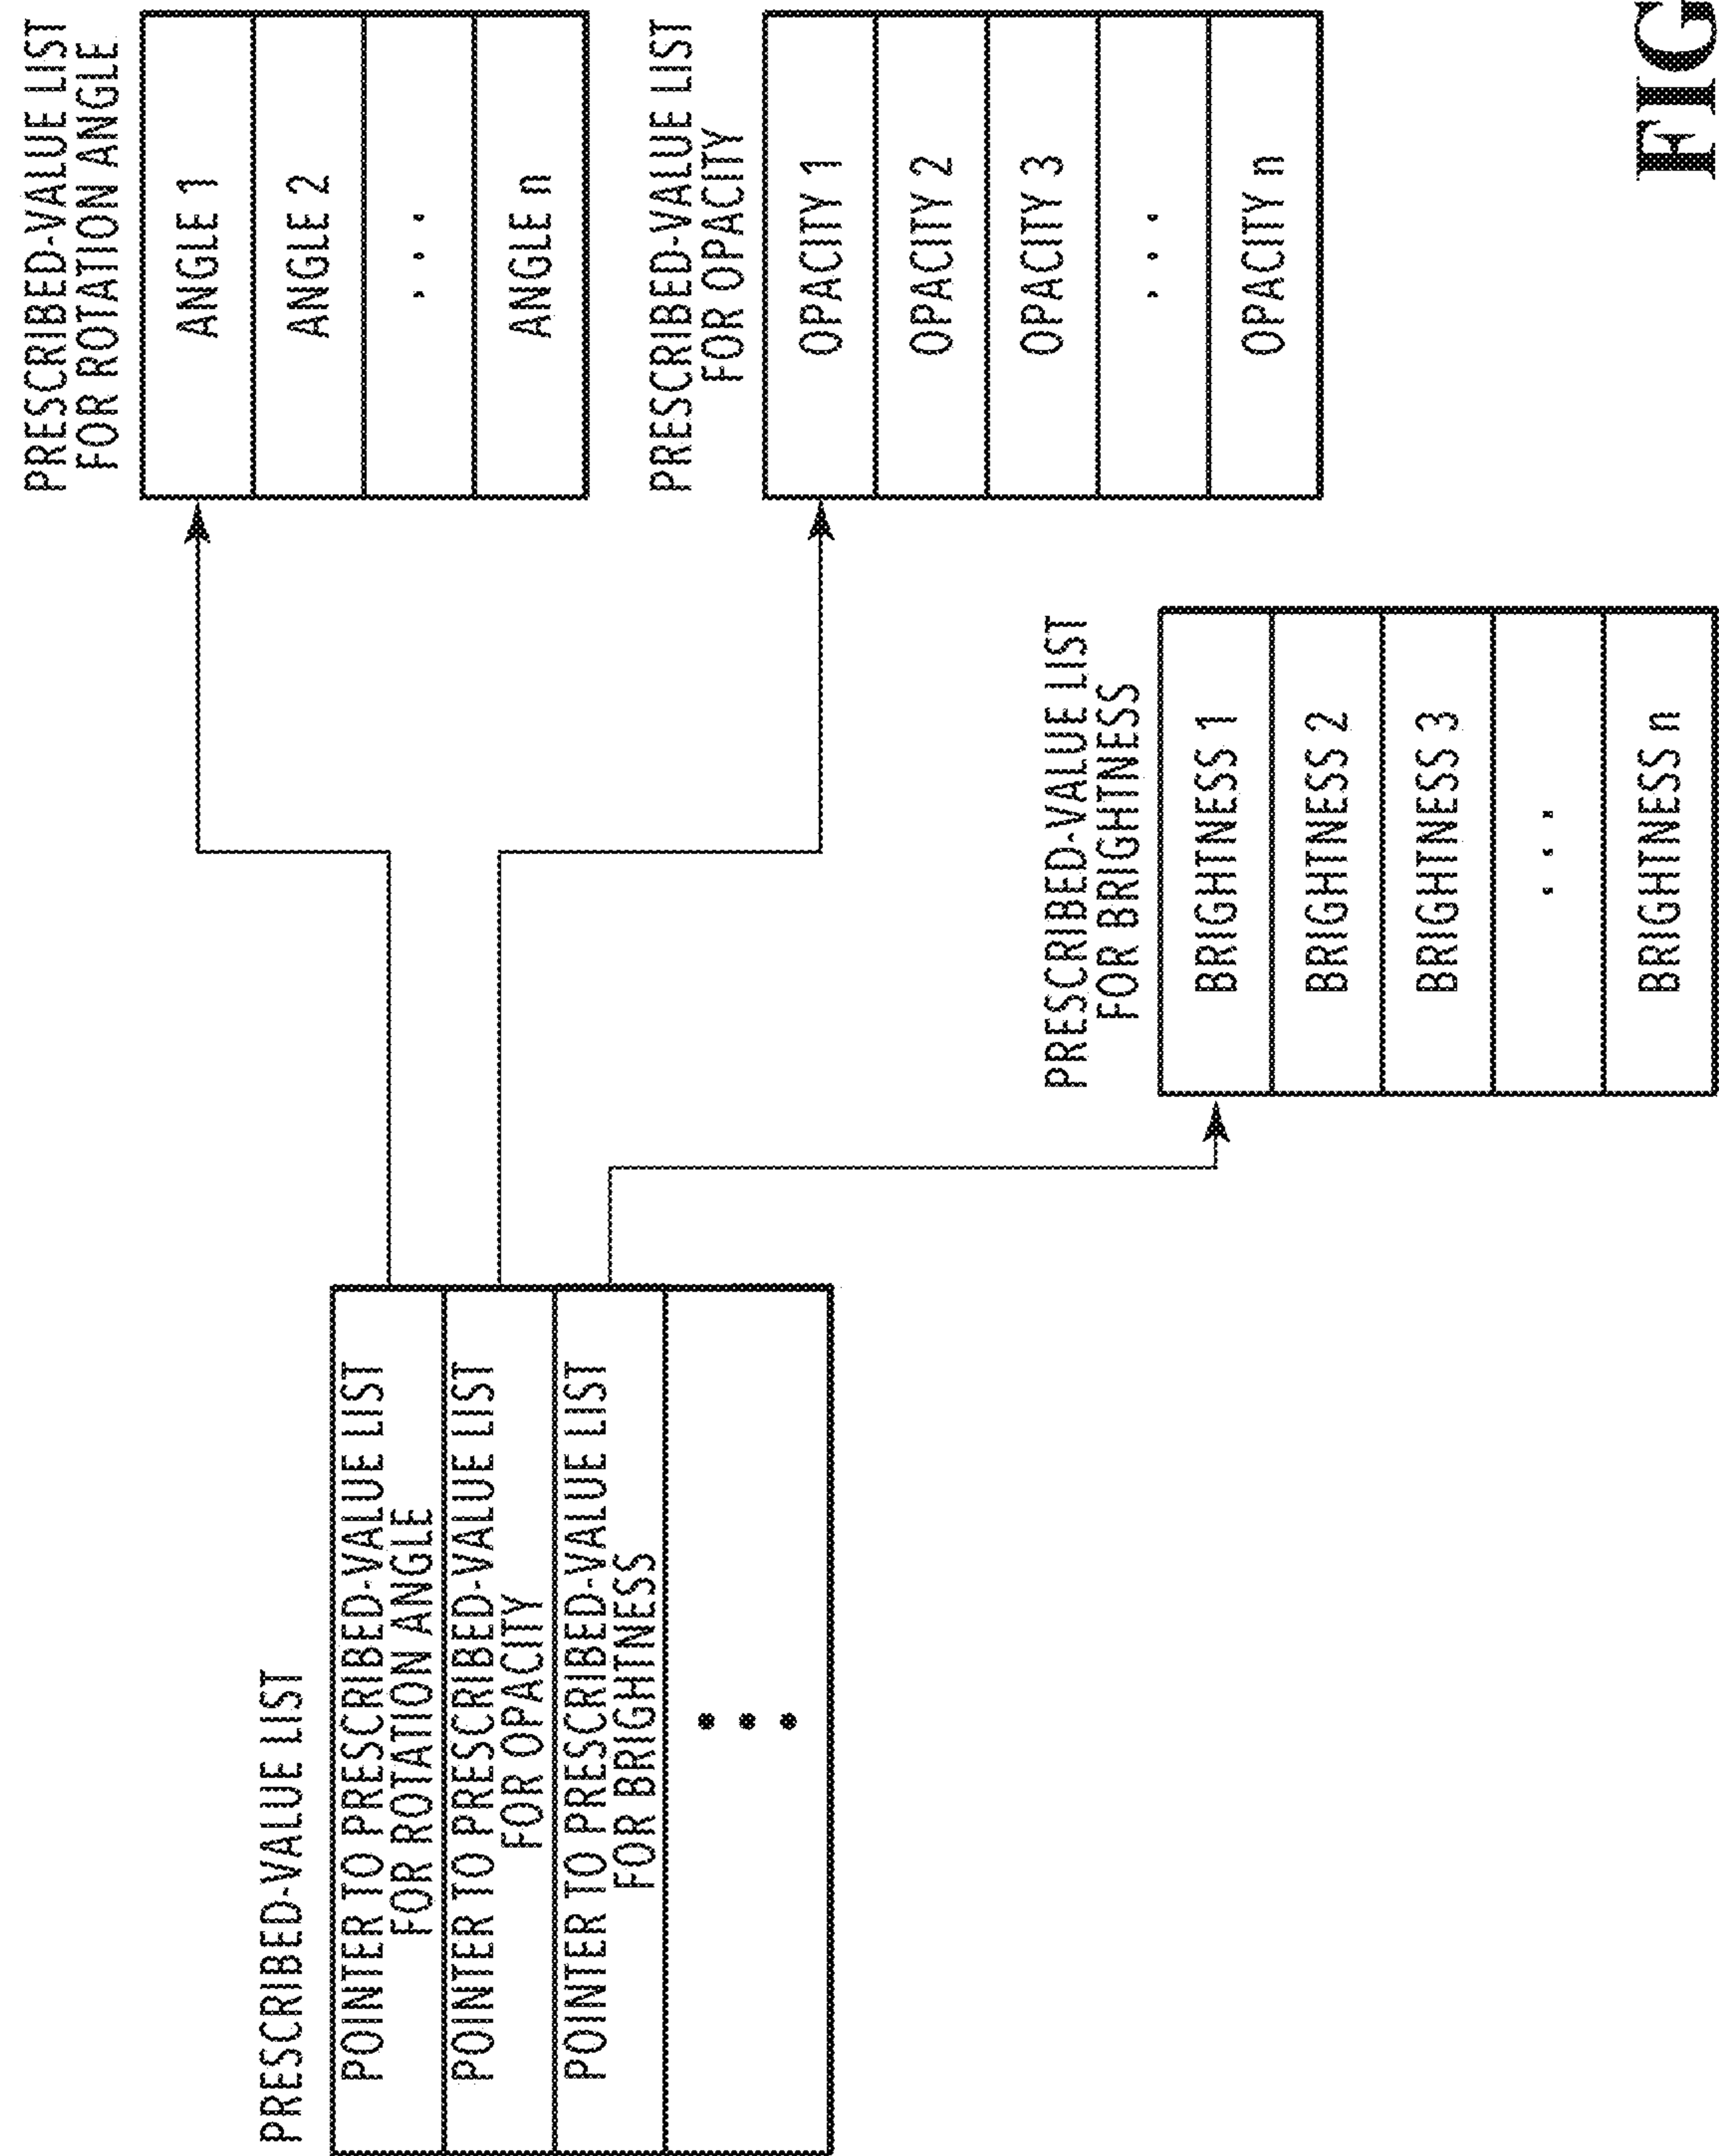 PRESCRIBED-VALUE LIST
POINTER TO PRESCRIBED-VALUE LIST
FOR ROTATION ANGLE
POINTER TO PRESCRIBED-VALUE LIST
FOR OPACITY
POINTER TO PRESCRIBED-VALUE LIST
FOR BRIGHTNESS
PRESCRIBED-VALUE LIST
FOR ROTATION ANGLE
ANGLE 1
ANGLE 2
. . .
ANGLE n
PRESCRIBED-VALUE LIST
FOR OPACITY
OPACITY 1
OPACITY 2
OPACITY 3
. . .
OPACITY n
PRESCRIBED-VALUE LIST
FOR BRIGHTNESS
BRIGHTNESS 1
BRIGHTNESS 2
BRIGHTNESS 3
. . .
BRIGHTNESS n
FIG